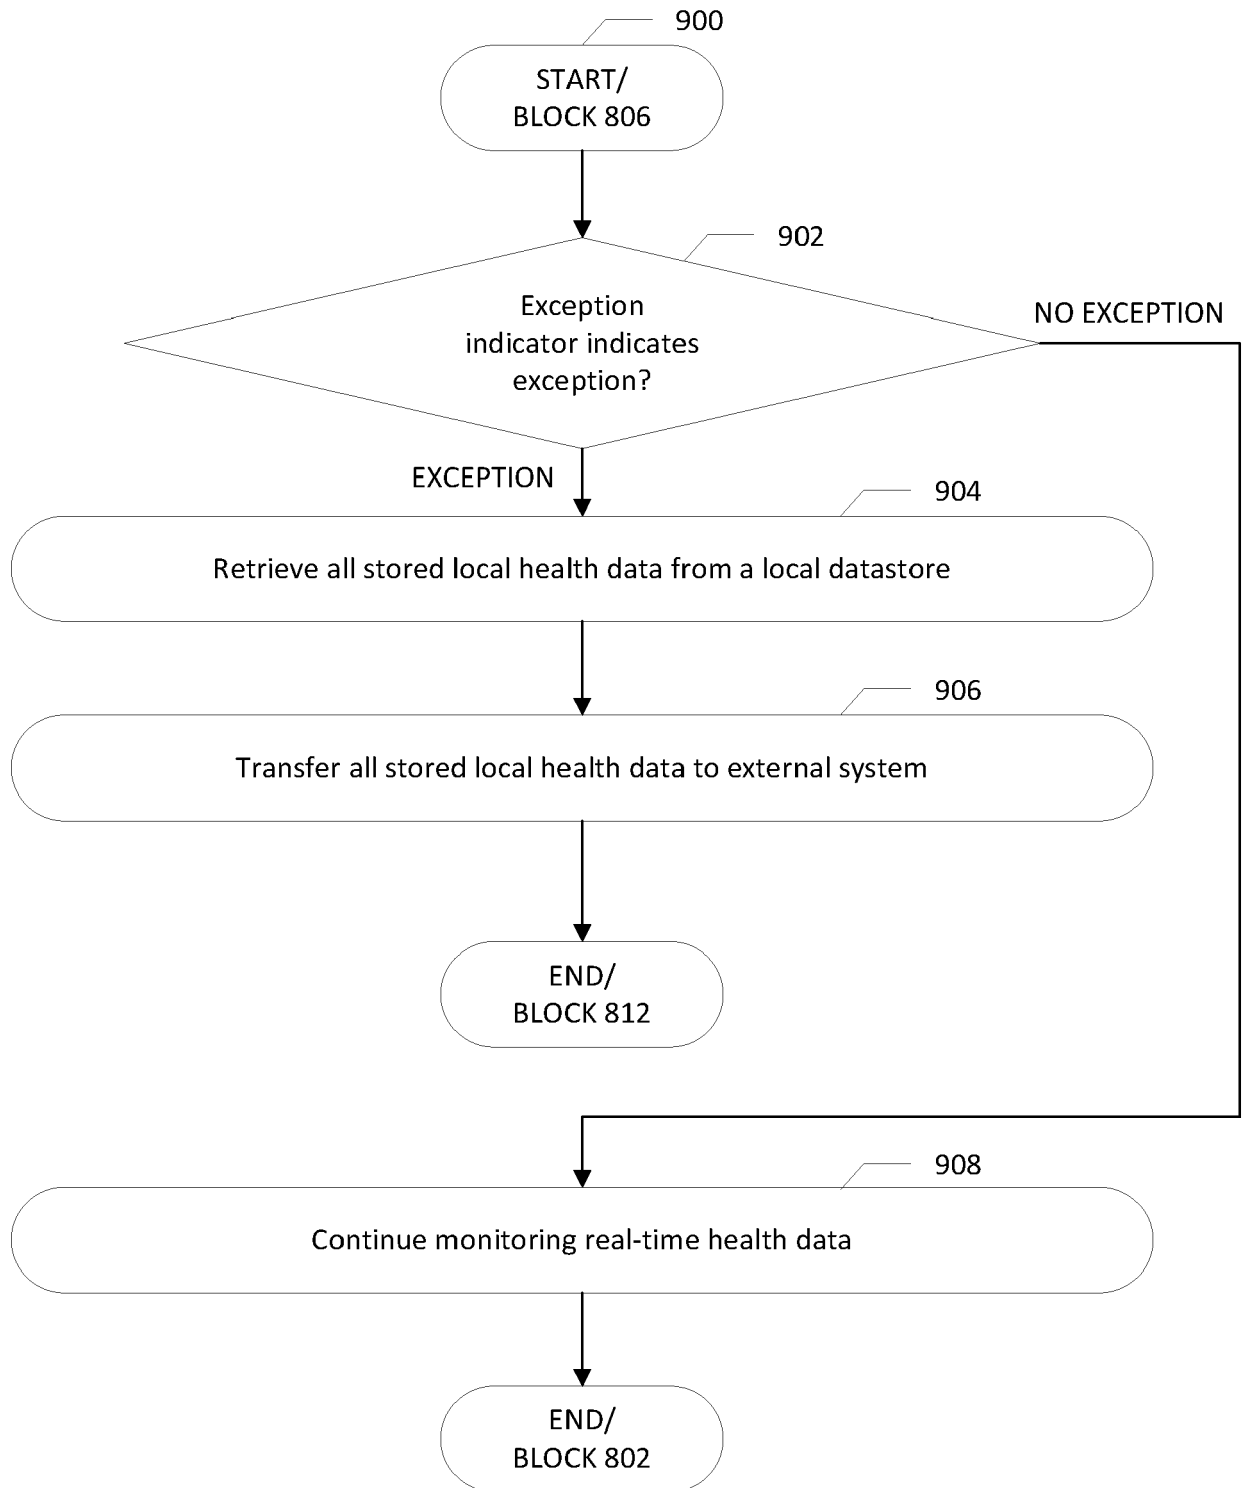 900
START/
BLOCK 806
902
Exception
indicator indicates
exception?
NO EXCEPTION
EXCEPTION
904
Retrieve all stored local health data from a local datastore
906
Transfer all stored local health data to external system
END/
BLOCK 812
908
Continue monitoring real-time health data
END/
BLOCK 802